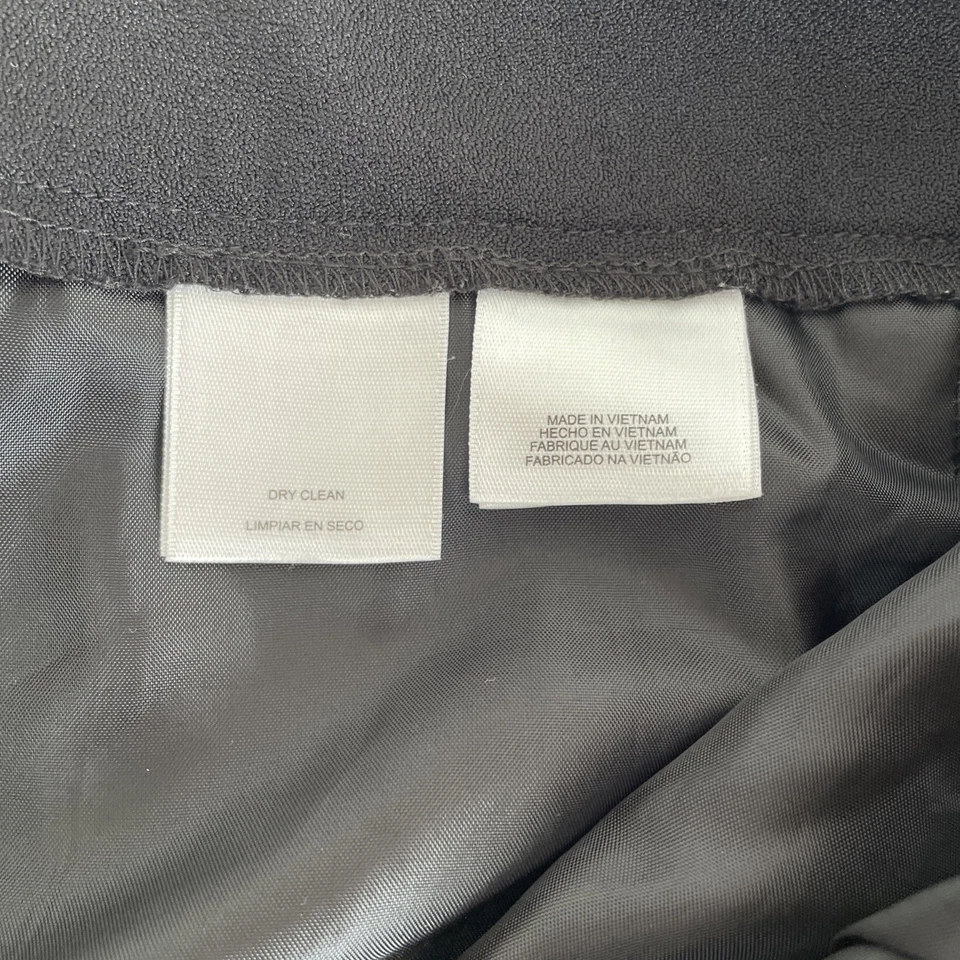 DRY CLEAN
LIMPIAR EN SECO
MADE IN VIETNAM
HECHO EN VIETNAM
FABRIQUE AU VIETNAM
FABRICADO NA VIETNÃO